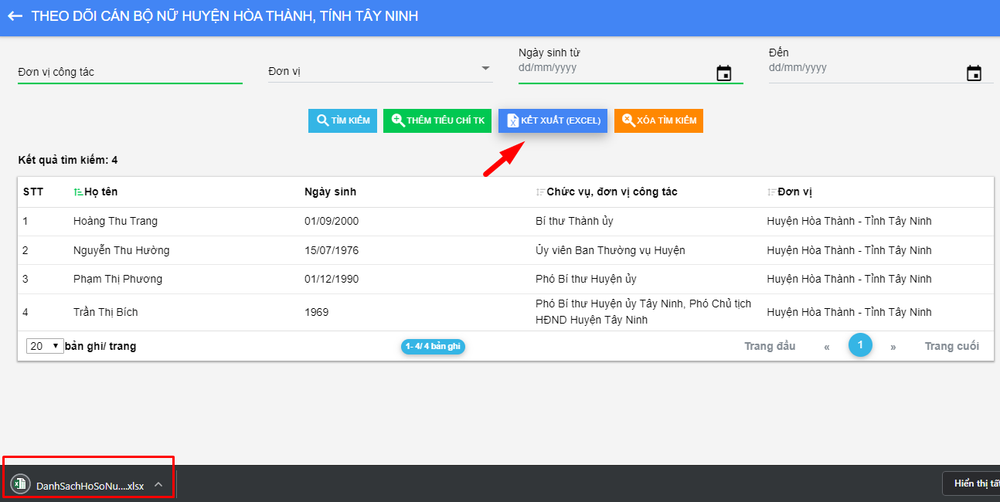 THEO DÕI CÁN BỘ NỮ HUYỆN HÒA THÀNH, TỈNH TÂY NINH
Đơn vị công tác
Đơn vị
Ngày sinh từ
dd/mm/yyyy
Đến
dd/mm/yyyy
TÌM KIẾM
THÊM TIÊU CHÍ TK
KẾT XUẤT (EXCEL)
XÓA TÌM KIẾM
Kết quả tìm kiếm: 4
STT Họ tên Ngày sinh Chức vụ, đơn vị công tác Đơn vị
1 Hoàng Thu Trang 01/09/2000 Bí thư Thành ủy Huyện Hòa Thành - Tỉnh Tây Ninh
2 Nguyễn Thu Hường 15/07/1976 Ủy viên Ban Thường vụ Huyện Huyện Hòa Thành - Tỉnh Tây Ninh
3 Phạm Thị Phương 01/12/1990 Phó Bí thư Huyện ủy Huyện Hòa Thành - Tỉnh Tây Ninh
4 Trần Thị Bích 1969 Phó Bí thư Huyện ủy Tây Ninh, Phó Chủ tịch
HĐND Huyện Tây Ninh Huyện Hòa Thành - Tỉnh Tây Ninh
20 bản ghi/ trang 1- 4/ 4 bản ghi Trang đầu « 1 » Trang cuối
DanhSachHoSoNu....xlsx
Hiển thị tất